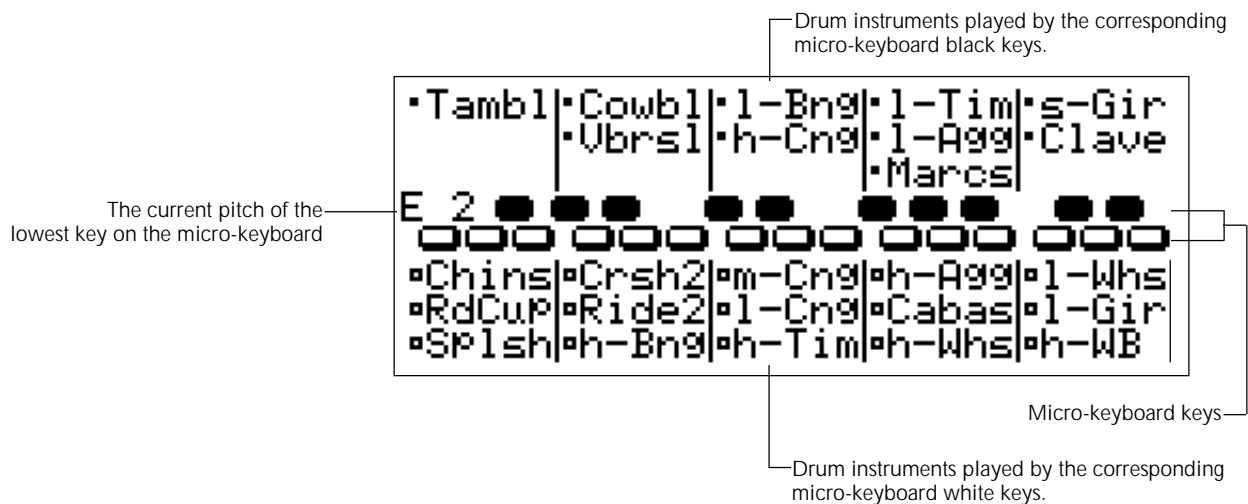 Drum instruments played by the corresponding
micro-keyboard black keys.
Tambl Cowbl l-Bng l-Tim s-Gir
Vbrsl h-Cng l-Agg Clave
Marcs
The current pitch of the
lowest key on the micro-keyboard
E 2
Chins Crsh2 m-Cng h-Agg l-Whs
RdCup Ride2 l-Cng Cabas l-Gir
Splsh h-Bng h-Tim h-Whs h-WB
Micro-keyboard keys
Drum instruments played by the corresponding
micro-keyboard white keys.